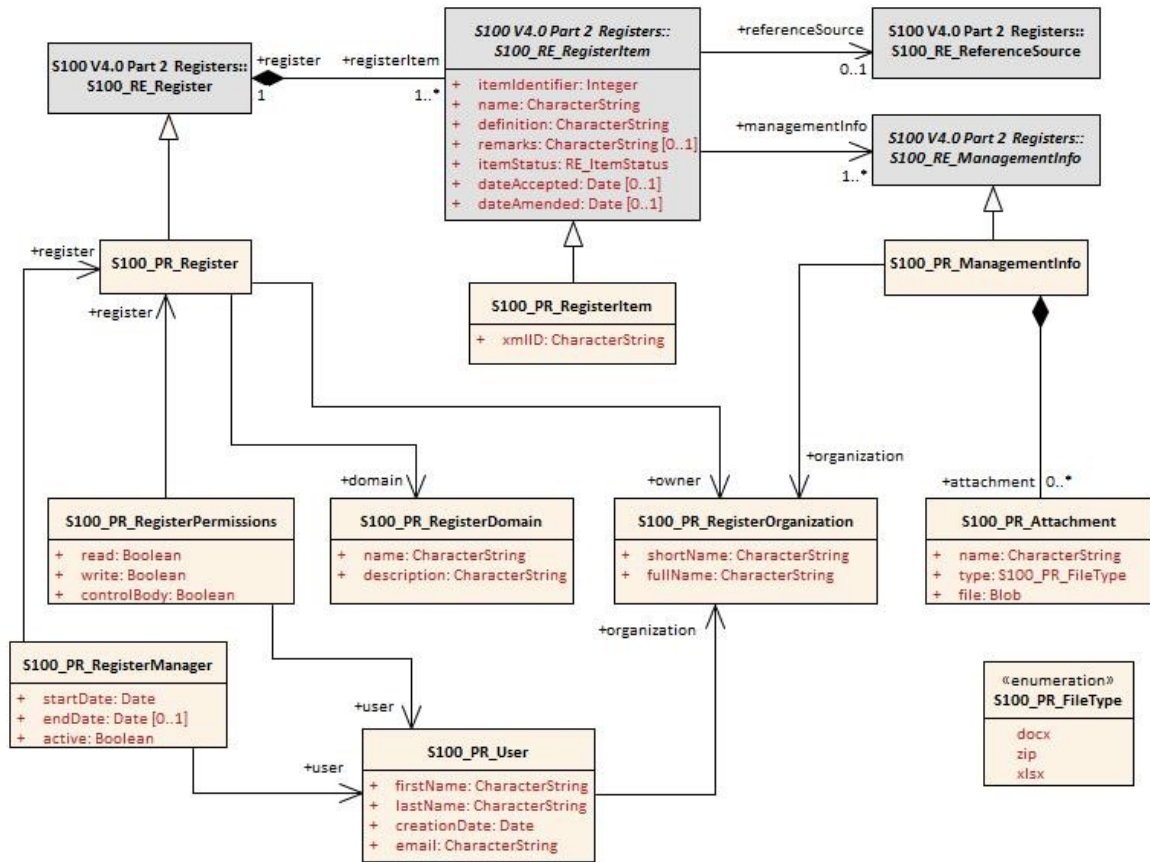 S100 V4.0 Part 2 Registers::
S100_RE_Register
+register
1
+registerItem
1..*
S100 V4.0 Part 2 Registers::
S100_RE_RegisterItem
+ itemIdentifier: Integer
+ name: CharacterString
+ definition: CharacterString
+ remarks: CharacterString [0..1]
+ itemStatus: RE_ItemStatus
+ dateAccepted: Date [0..1]
+ dateAmended: Date [0..1]
+referenceSource
0..1
S100 V4.0 Part 2 Registers::
S100_RE_ReferenceSource
+managementInfo
1..*
S100 V4.0 Part 2 Registers::
S100_RE_ManagementInfo
+register
S100_PR_Register
+register
S100_PR_RegisterItem
+ xmlID: CharacterString
S100_PR_ManagementInfo
+domain
+owner
+organization
+attachment
0..*
S100_PR_RegisterPermissions
+ read: Boolean
+ write: Boolean
+ controlBody: Boolean
S100_PR_RegisterDomain
+ name: CharacterString
+ description: CharacterString
S100_PR_RegisterOrganization
+ shortName: CharacterString
+ fullName: CharacterString
S100_PR_Attachment
+ name: CharacterString
+ type: S100_PR_FileType
+ file: Blob
+organization
S100_PR_RegisterManager
+ startDate: Date
+ endDate: Date [0..1]
+ active: Boolean
+user
+user
S100_PR_User
+ firstName: CharacterString
+ lastName: CharacterString
+ creationDate: Date
+ email: CharacterString
«enumeration»
S100_PR_FileType
docx
zip
xlsx